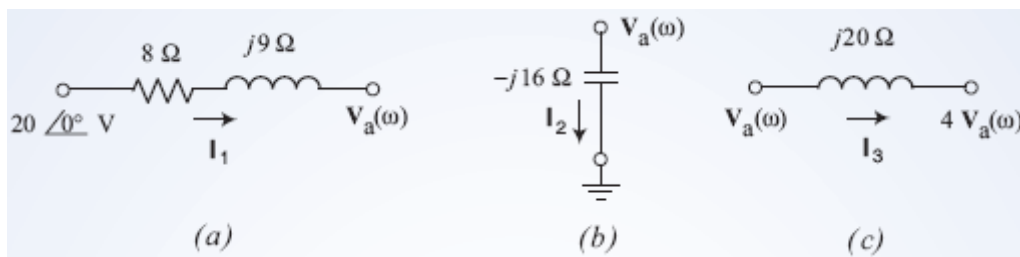 8 Ω
j9 Ω
20 ∠0° V
I₁
Vₐ(ω)
(a)
Vₐ(ω)
−j16 Ω
I₂
(b)
j20 Ω
Vₐ(ω)
I₃
4 Vₐ(ω)
(c)